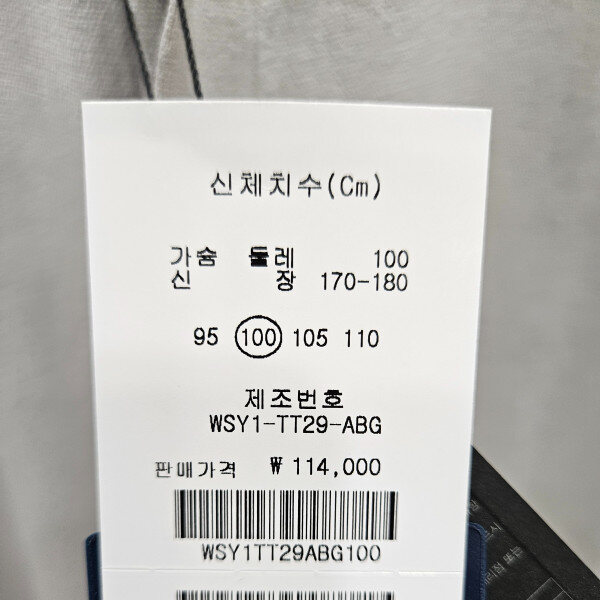 신체치수(Cm)
가슴 둘레 100
신 장 170-180
95 100 105 110
제조번호
WSY1-TT29-ABG
판매가격 ₩ 114,000
WSY1TT29ABG100